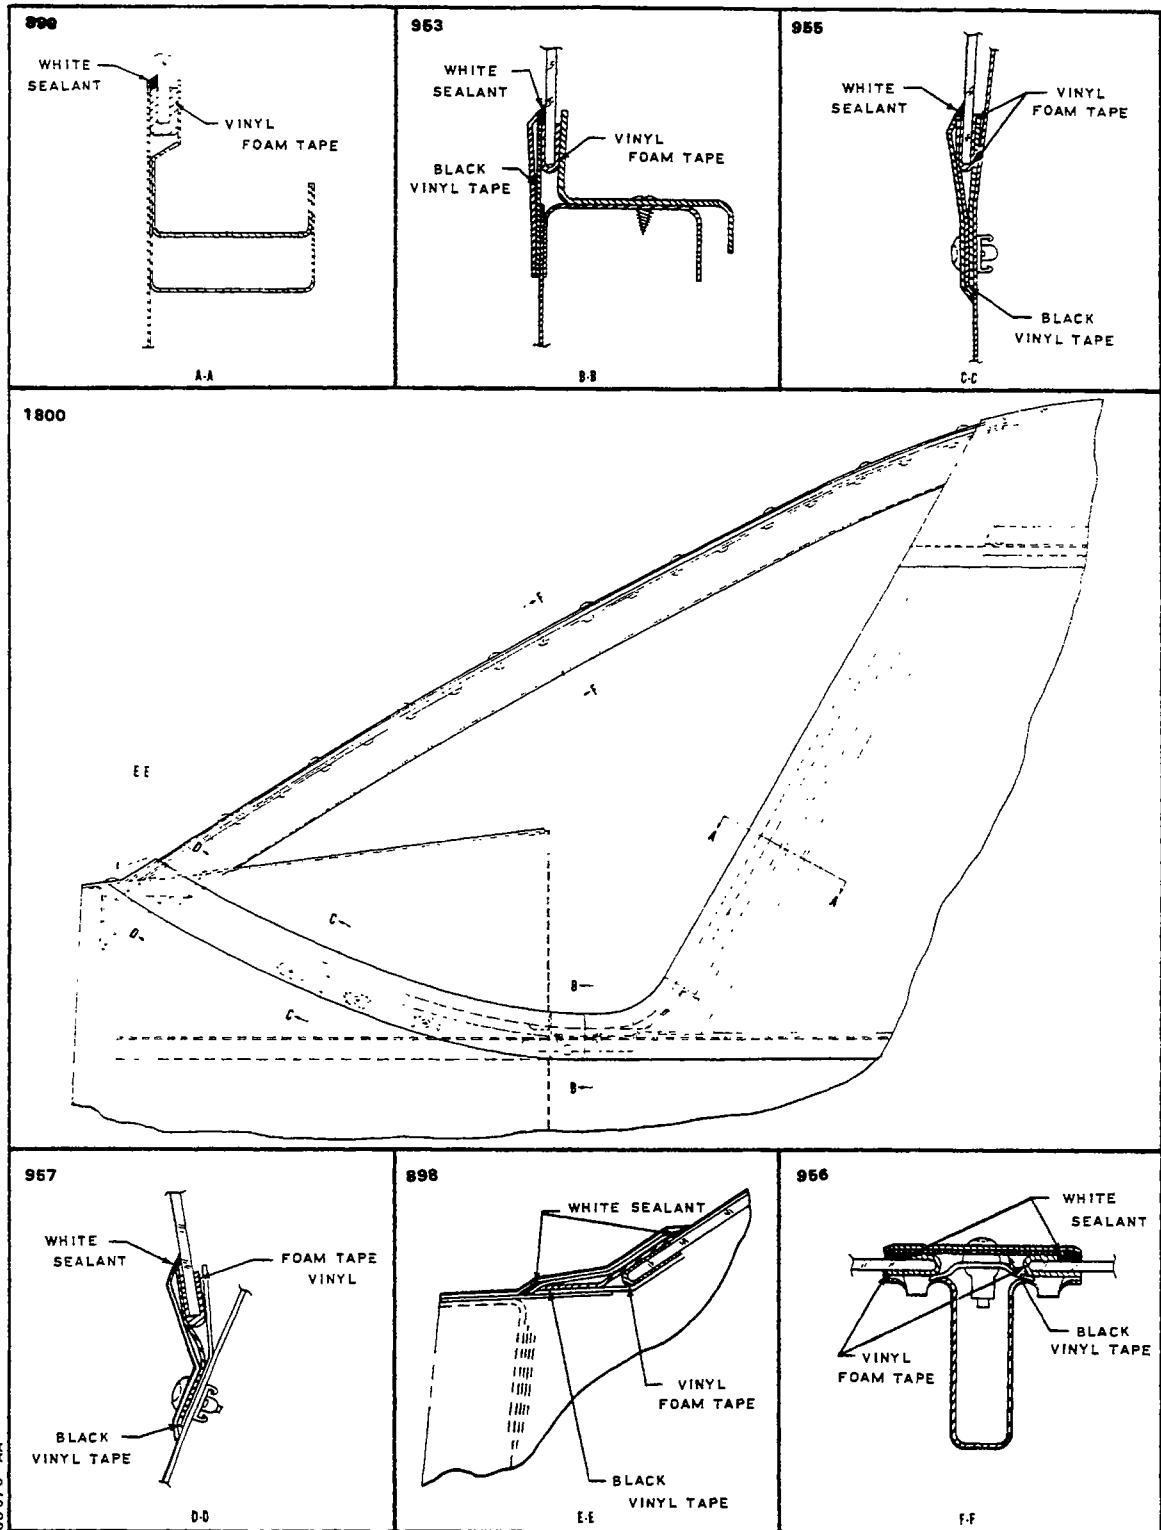 899
WHITE
SEALANT
VINYL
FOAM TAPE
A-A
953
WHITE
SEALANT
VINYL
FOAM TAPE
BLACK
VINYL TAPE
B-B
955
WHITE
SEALANT
VINYL
FOAM TAPE
BLACK
VINYL TAPE
C-C
1800
F
F
E E
D
D
C
C
A
A
B
B
957
WHITE
SEALANT
FOAM TAPE
VINYL
BLACK
VINYL TAPE
D-D
898
WHITE SEALANT
VINYL
FOAM TAPE
BLACK
VINYL TAPE
E-E
956
WHITE
SEALANT
BLACK
VINYL TAPE
VINYL
FOAM TAPE
F-F